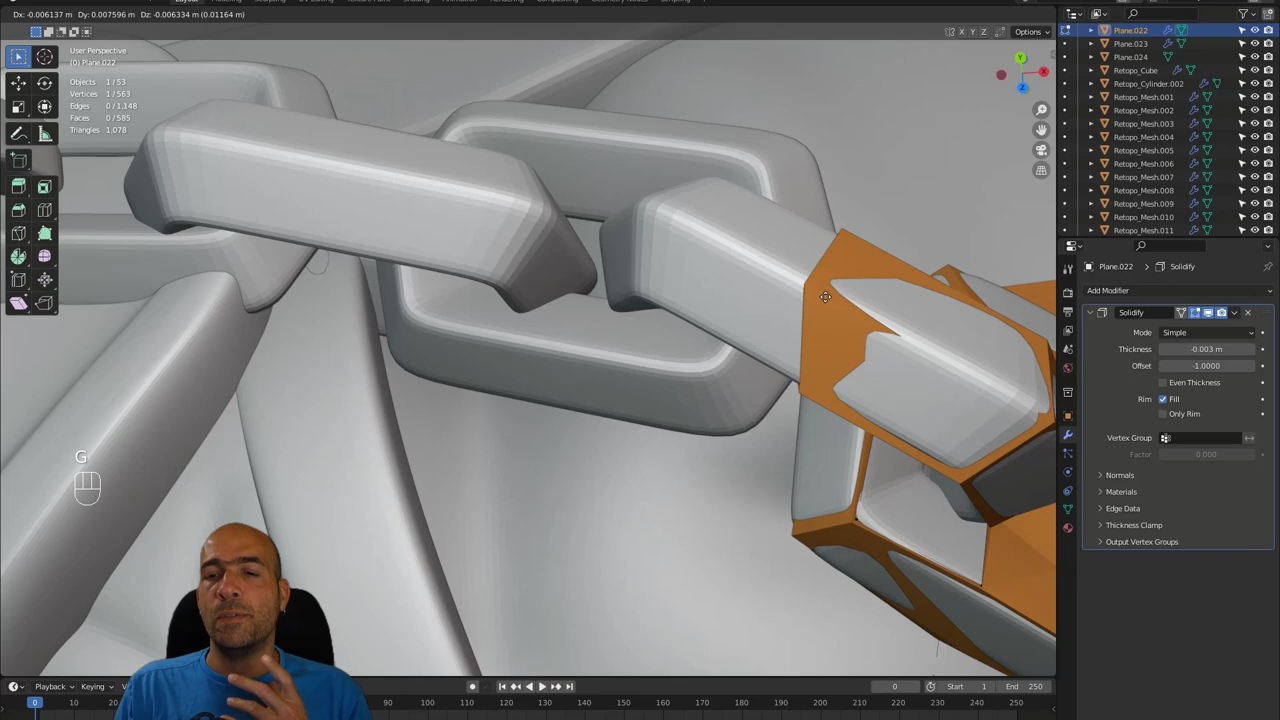 Dx: -0.006137 m Dy: 0.007596 m Dz: -0.006334 m (0.01164 m)
X Y Z Options
User Perspective
(0) Plane.022
Objects 1 / 53
Vertices 1 / 563
Edges 0 / 1,148
Faces 0 / 585
Triangles 1,078
Y
X
Z
G
Plane.022
Plane.023
Plane.024
Retopo_Cube
Retopo_Cylinder.002
Retopo_Mesh.001
Retopo_Mesh.002
Retopo_Mesh.003
Retopo_Mesh.004
Retopo_Mesh.005
Retopo_Mesh.006
Retopo_Mesh.007
Retopo_Mesh.008
Retopo_Mesh.009
Retopo_Mesh.010
Retopo_Mesh.011
Plane.022 > Solidify
Add Modifier
Solidify
Mode Simple
Thickness -0.003 m
Offset -1.0000
Even Thickness
Rim Fill
Only Rim
Vertex Group
Factor 0.000
Normals
Materials
Edge Data
Thickness Clamp
Output Vertex Groups
Playback Keying
0 Start 1 End 250
0 10 70 80 90 100 110 120 130 140 150 160 170 180 190 200 210 220 230 240 250